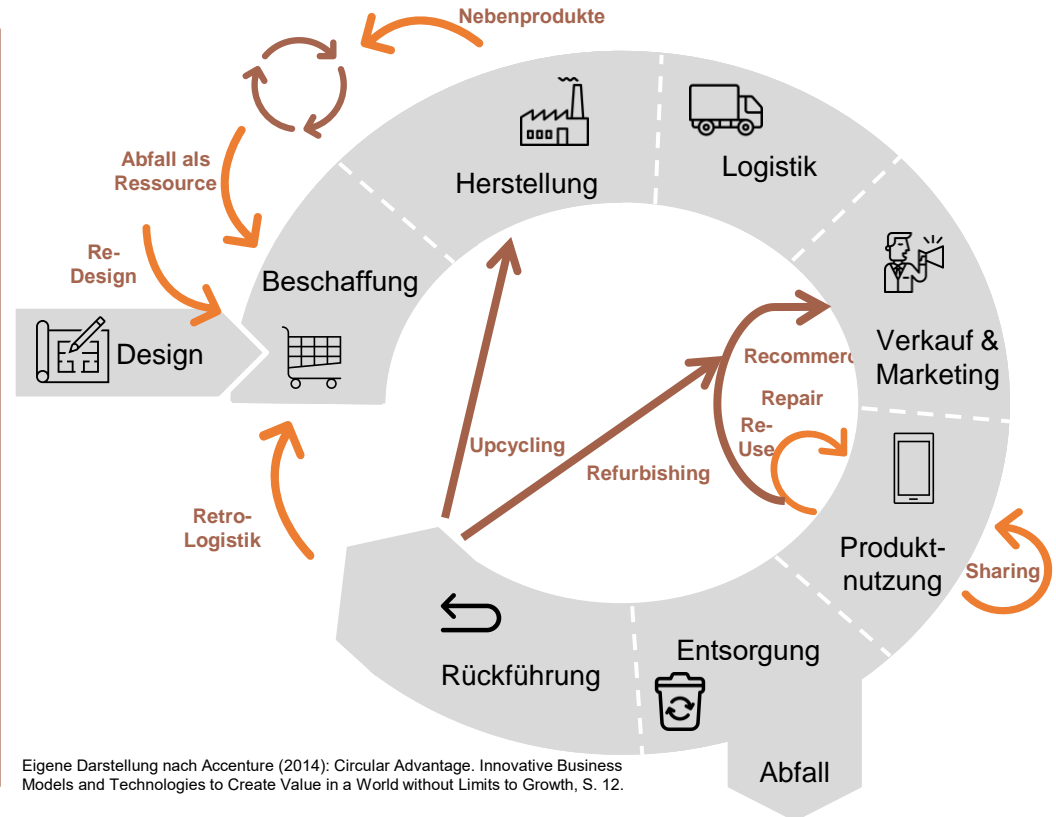 Nebenprodukte
Abfall als
Ressource
Re-
Design
Design
Beschaffung
Herstellung
Logistik
Verkauf &
Marketing
Recommerc
Repair
Re-
Use
Upcycling
Refurbishing
Retro-
Logistik
Produkt-
nutzung
Sharing
Entsorgung
Rückführung
Abfall
Eigene Darstellung nach Accenture (2014): Circular Advantage. Innovative Business
Models and Technologies to Create Value in a World without Limits to Growth, S. 12.